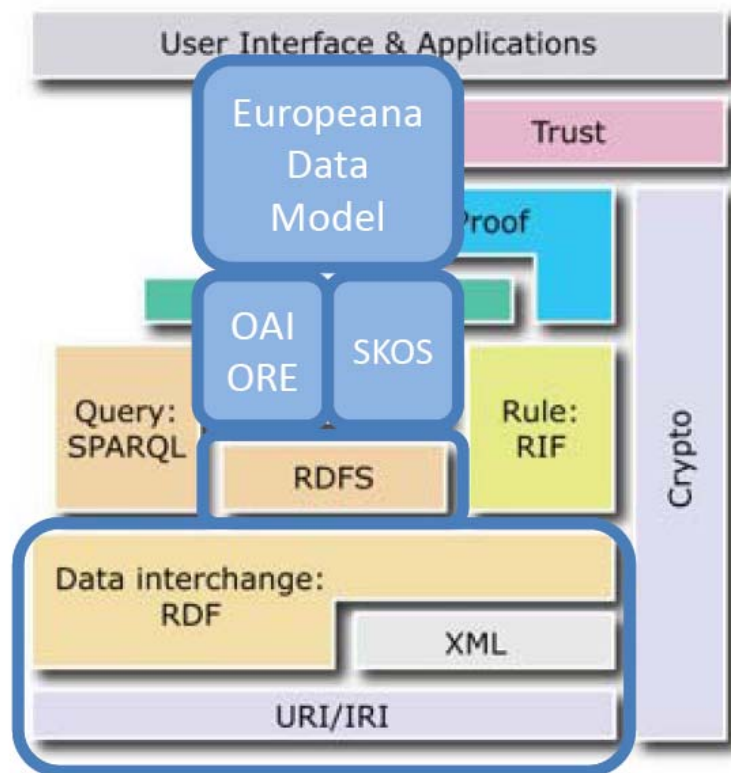 User Interface & Applications
Europeana
Data
Model
Trust
Proof
OAI
ORE
SKOS
Query:
SPARQL
Rule:
RIF
RDFS
Crypto
Data interchange:
RDF
XML
URI/IRI